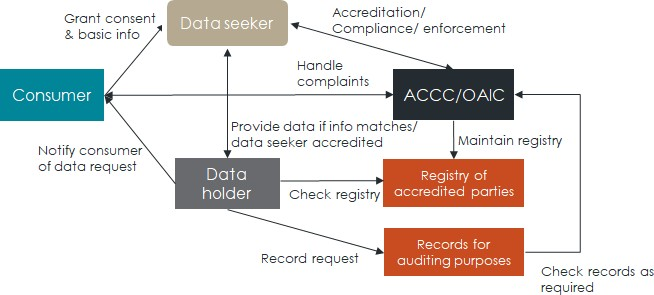 Grant consent
& basic info
Data seeker
Accreditation/
Compliance/ enforcement
Consumer
Handle
complaints
ACCC/OAIC
Notify consumer
of data request
Provide data if info matches/
data seeker accredited
Maintain registry
Data
holder
Check registry
Registry of
accredited parties
Record request
Records for
auditing purposes
Check records as
required